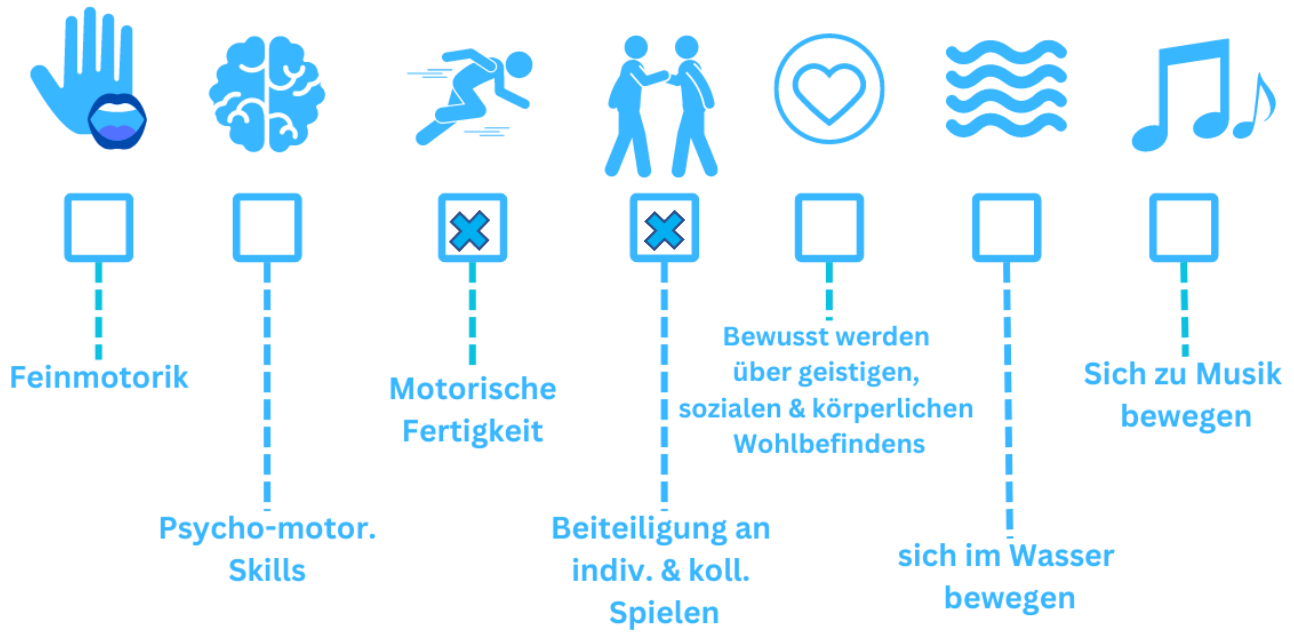 Feinmotorik
Psycho-motor.
Skills
Motorische
Fertigkeit
Beiteiligung an
indiv. & koll.
Spielen
Bewusst werden
über geistigen,
sozialen & körperlichen
Wohlbefindens
sich im Wasser
bewegen
Sich zu Musik
bewegen